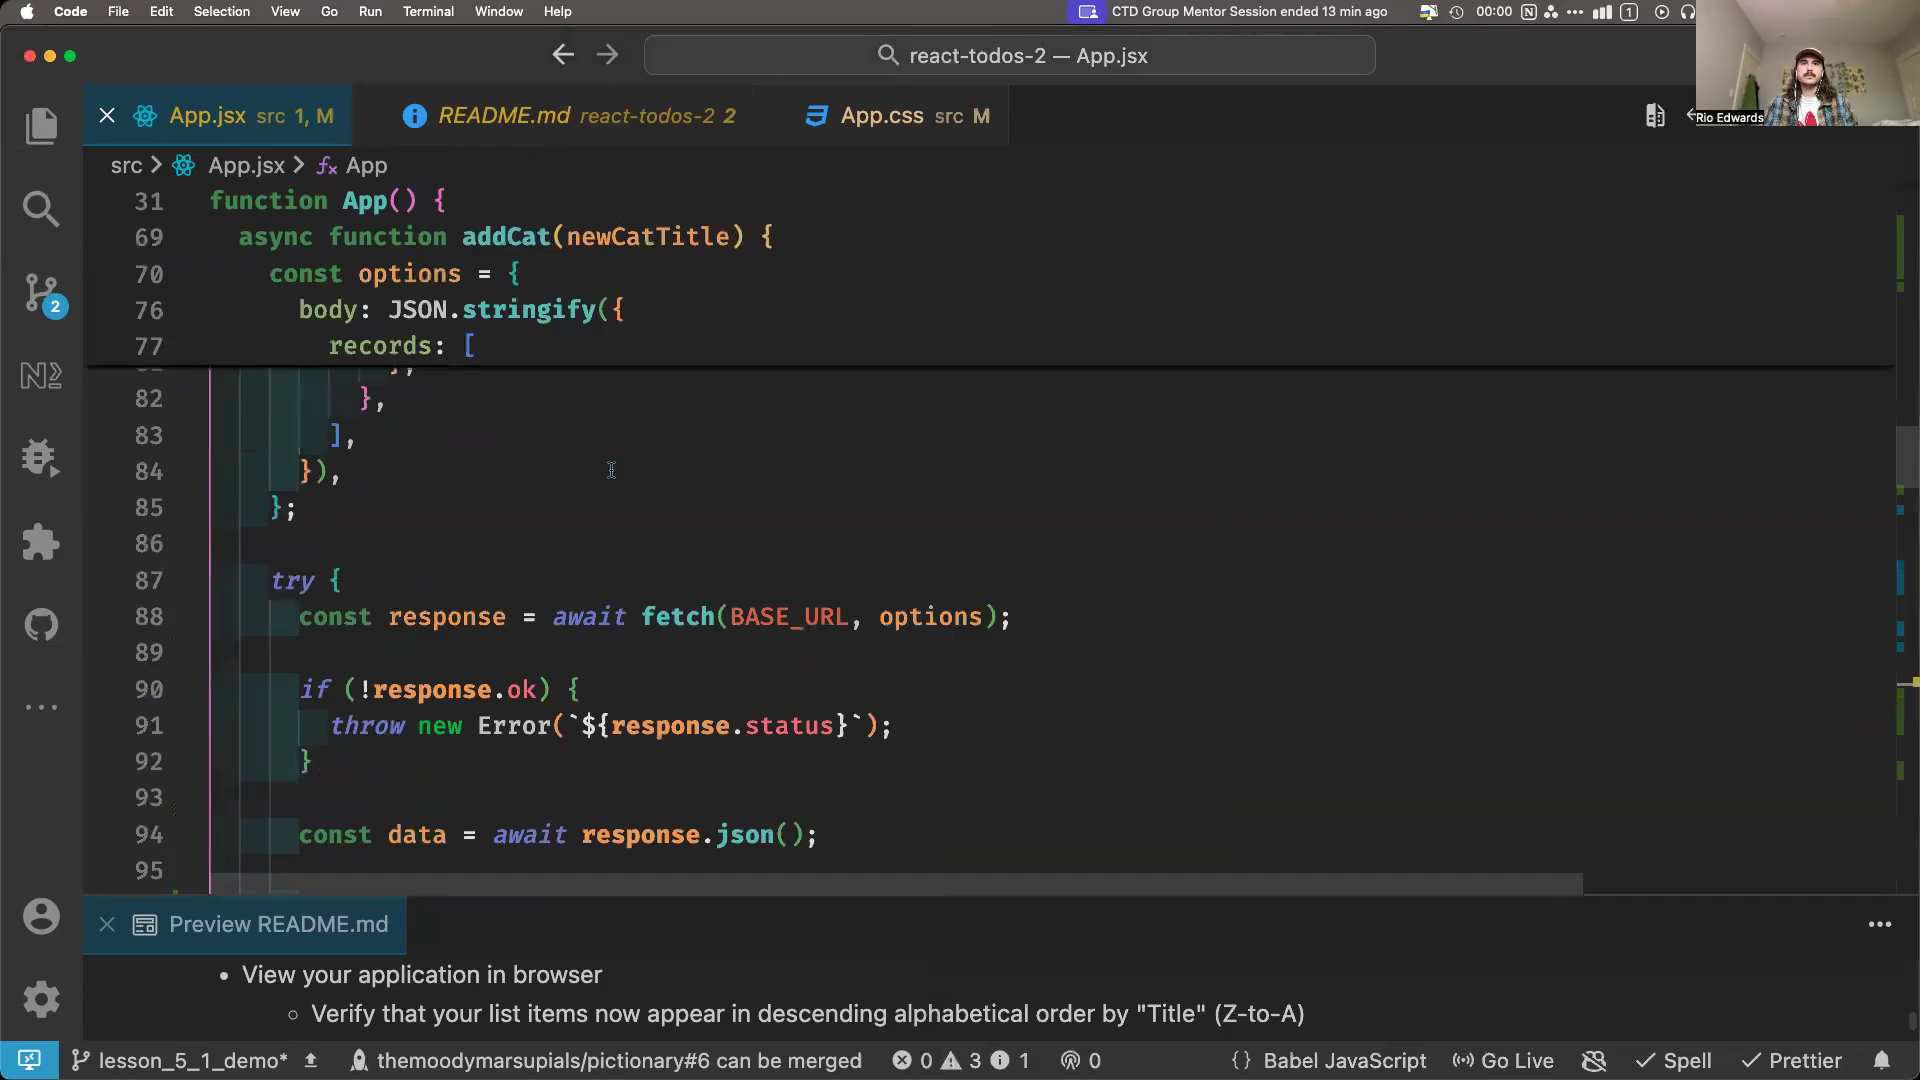 Code File Edit Selection View Go Run Terminal Window Help CTD Group Mentor Session ended 13 min ago 00:00 1
react-todos-2 — App.jsx
App.jsx src 1, M README.md react-todos-2 2 App.css src M
Rio Edwards
src > App.jsx > App
31 function App() {
69 async function addCat(newCatTitle) {
70 const options = {
76 body: JSON.stringify({
77 records: [
},
82 },
83 ],
84 }),
85 };
86
87 try {
88 const response = await fetch(BASE_URL, options);
89
90 if (!response.ok) {
91 throw new Error(`${response.status}`);
92 }
93
94 const data = await response.json();
95
2
Preview README.md
• View your application in browser
◦ Verify that your list items now appear in descending alphabetical order by "Title" (Z-to-A)
lesson_5_1_demo* themoodymarsupials/pictionary#6 can be merged 0 3 1 0 {} Babel JavaScript Go Live Spell Prettier